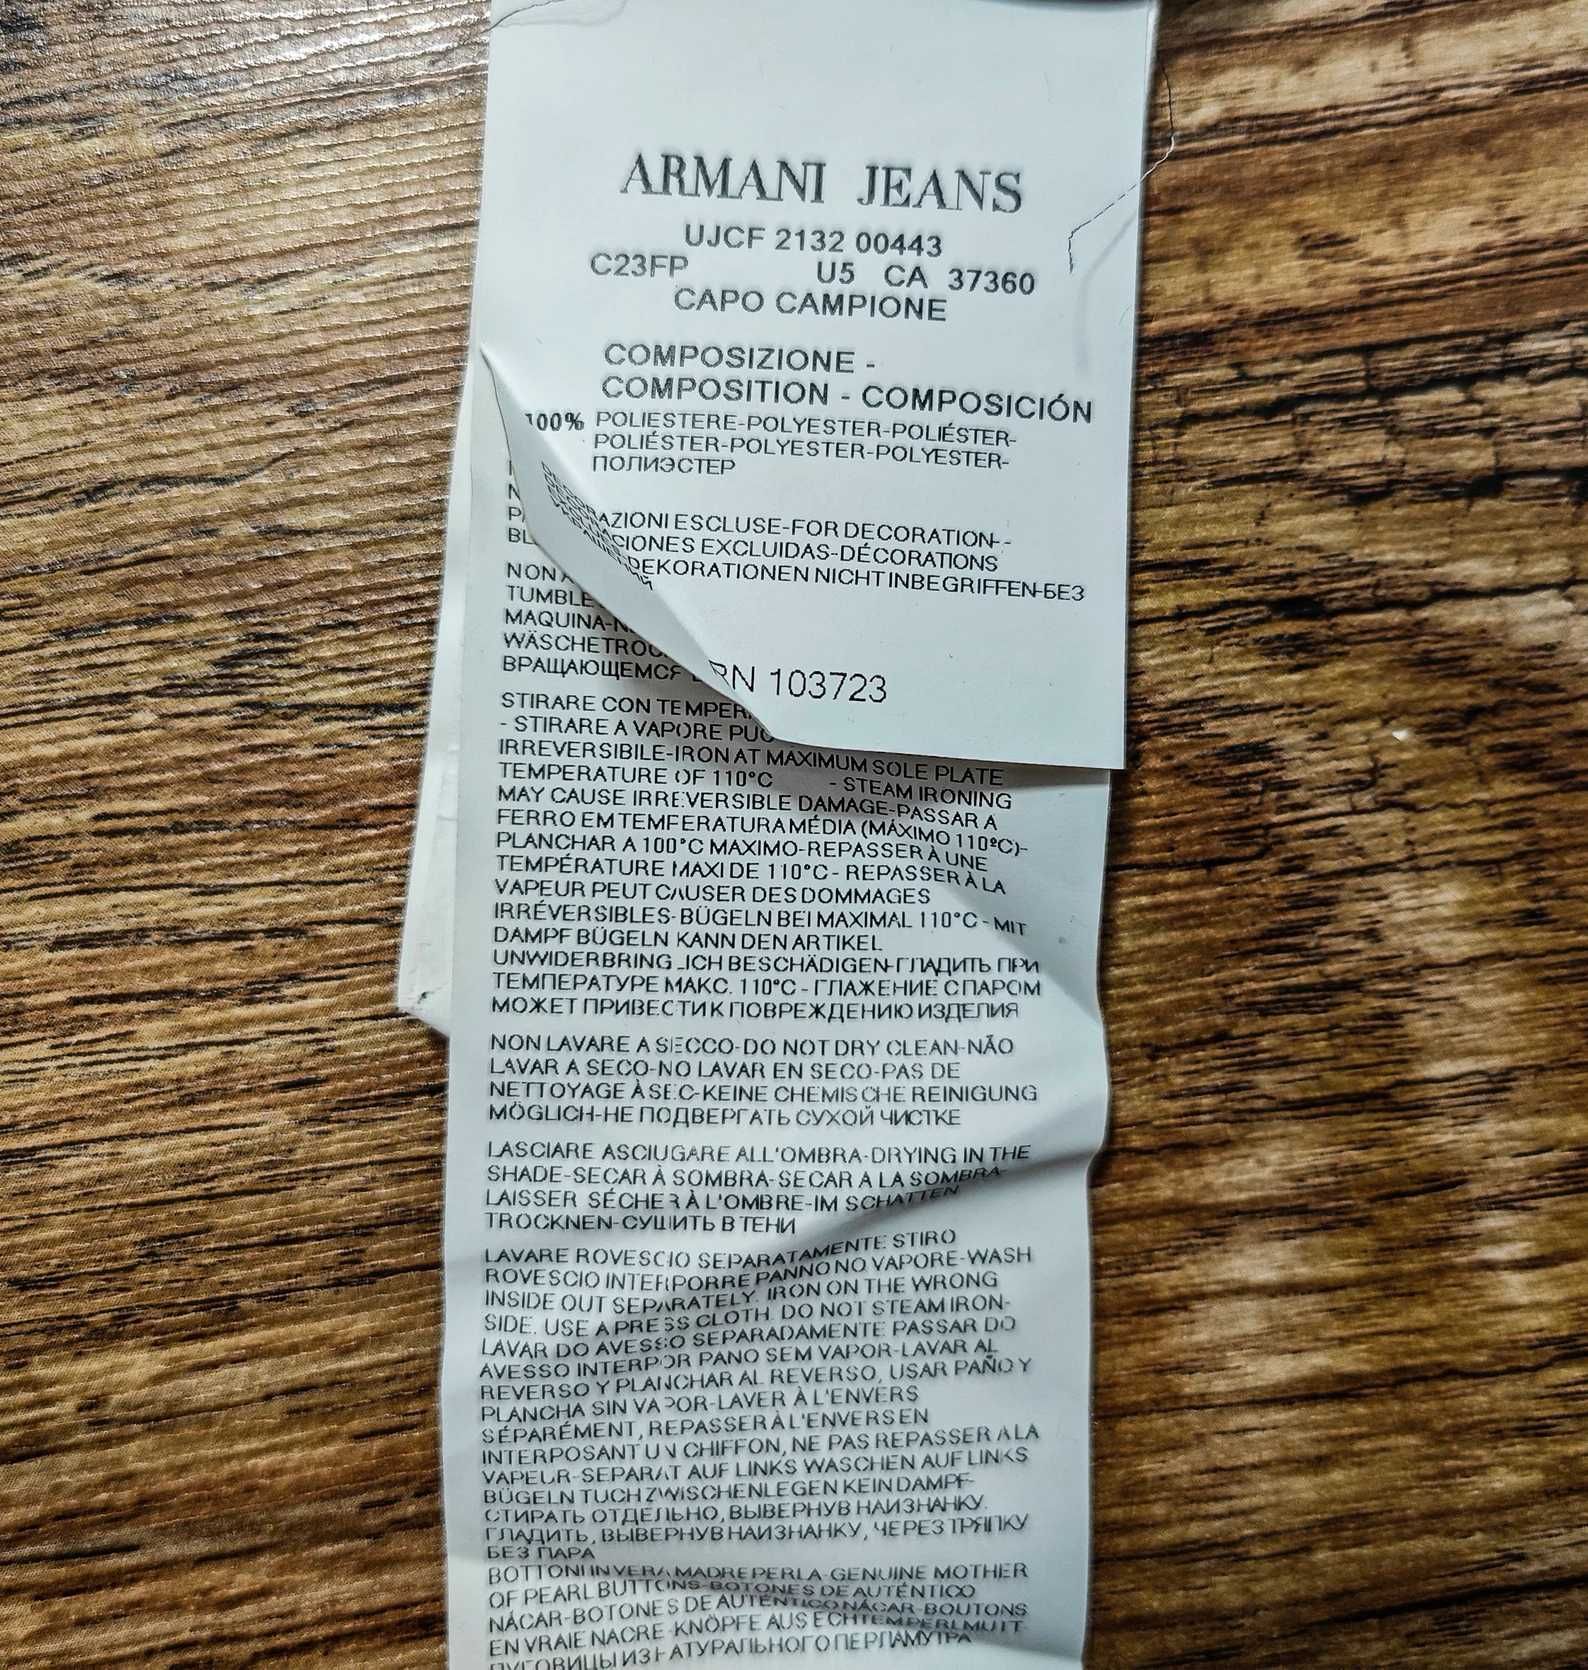 ARMANI JEANS
UJCF 2132 00443
C23FP U5 CA 37360
CAPO CAMPIONE
COMPOSIZIONE -
COMPOSITION - COMPOSICIÓN
100% POLIESTERE-POLYESTER-POLIÉSTER-
POLIÉSTER-POLYESTER-POLYESTER-
ПОЛИЭСТЕР
ESCLUSE-FOR DECORATION--
EXCLUIDAS-DÉCORATIONS
DEKORATIONEN NICHT INBEGRIFFEN-БЕЗ
RN 103723
NON
TUMBLE
MAQUINA-
STIRARE CON
- STIRARE A VAPORE PUO
IRREVERSIBILE-IRON AT MAXIMUM SOLE PLATE
TEMPERATURE OF 110°C - STEAM IRONING
MAY CAUSE IRREVERSIBLE DAMAGE-PASSAR A
FERRO EM TEMPERATURA MÉDIA (MÁXIMO 110ºC)-
PLANCHAR A 100°C MAXIMO-REPASSER À UNE
TEMPÉRATURE MAXI DE 110°C - REPASSER À LA
VAPEUR PEUT CAUSER DES DOMMAGES
IRRÉVERSIBLES-BÜGELN BEI MAXIMAL 110°C - MIT
DAMPF BÜGELN KANN DEN ARTIKEL
UNWIDERBRINGLICH BESCHÄDIGEN-ГЛАДИТЬ ПРИ
ТЕМПЕРАТУРЕ МАКС. 110°C - ГЛАЖЕНИЕ С ПАРОМ
МОЖЕТ ПРИВЕСТИ К ПОВРЕЖДЕНИЮ ИЗДЕЛИЯ
NON LAVARE A SECCO-DO NOT DRY CLEAN-NÃO
LAVAR A SECO-NO LAVAR EN SECO-PAS DE
NETTOYAGE À SEC-KEINE CHEMISCHE REINIGUNG
MÖGLICH-НЕ ПОДВЕРГАТЬ СУХОЙ ЧИСТКЕ
LASCIARE ASCIUGARE ALL'OMBRA-DRYING IN THE
SHADE-SECAR À SOMBRA-SECAR A LA SOMBRA-
LAISSER SÉCHER À L'OMBRE-IM SCHATTEN
TROCKNEN-СУШИТЬ В ТЕНИ
LAVARE ROVESCIO SEPARATAMENTE STIRO
ROVESCIO INTERPORRE PANNO NO VAPORE-WASH
INSIDE OUT SEPARATELY. IRON ON THE WRONG
SIDE. USE A PRESS CLOTH. DO NOT STEAM IRON-
LAVAR DO AVESSO SEPARADAMENTE PASSAR DO
AVESSO INTERPOR PANO SEM VAPOR-LAVAR AL
REVERSO Y PLANCHAR AL REVERSO, USAR PAÑO Y
PLANCHA SIN VAPOR-LAVER À L'ENVERS
SÉPARÉMENT, REPASSER À L'ENVERS EN
INTERPOSANT UN CHIFFON, NE PAS REPASSER A LA
VAPEUR-SEPARAT AUF LINKS WASCHEN AUF LINKS
BÜGELN TUCH ZWISCHENLEGEN KEIN DAMPF-
СТИРАТЬ ОТДЕЛЬНО, ВЫВЕРНУВ НАИЗНАНКУ.
ГЛАДИТЬ, ВЫВЕРНУВ НАИЗНАНКУ, ЧЕРЕЗ ТРЯПКУ
БЕЗ ПАРА
BOTTONI IN VERA MADREPERLA-GENUINE MOTHER
OF PEARL BUTTONS-BOTONES DE AUTÉNTICO
NÁCAR-BOTONES DE AUTÉNTICO NÁCAR-BOUTONS
EN VRAIE NACRE-KNÖPFE AUS ECHTEM PERLMUTT-
ПУГОВИЦЫ ИЗ НАТУРАЛЬНОГО ПЕРЛАМУТРА